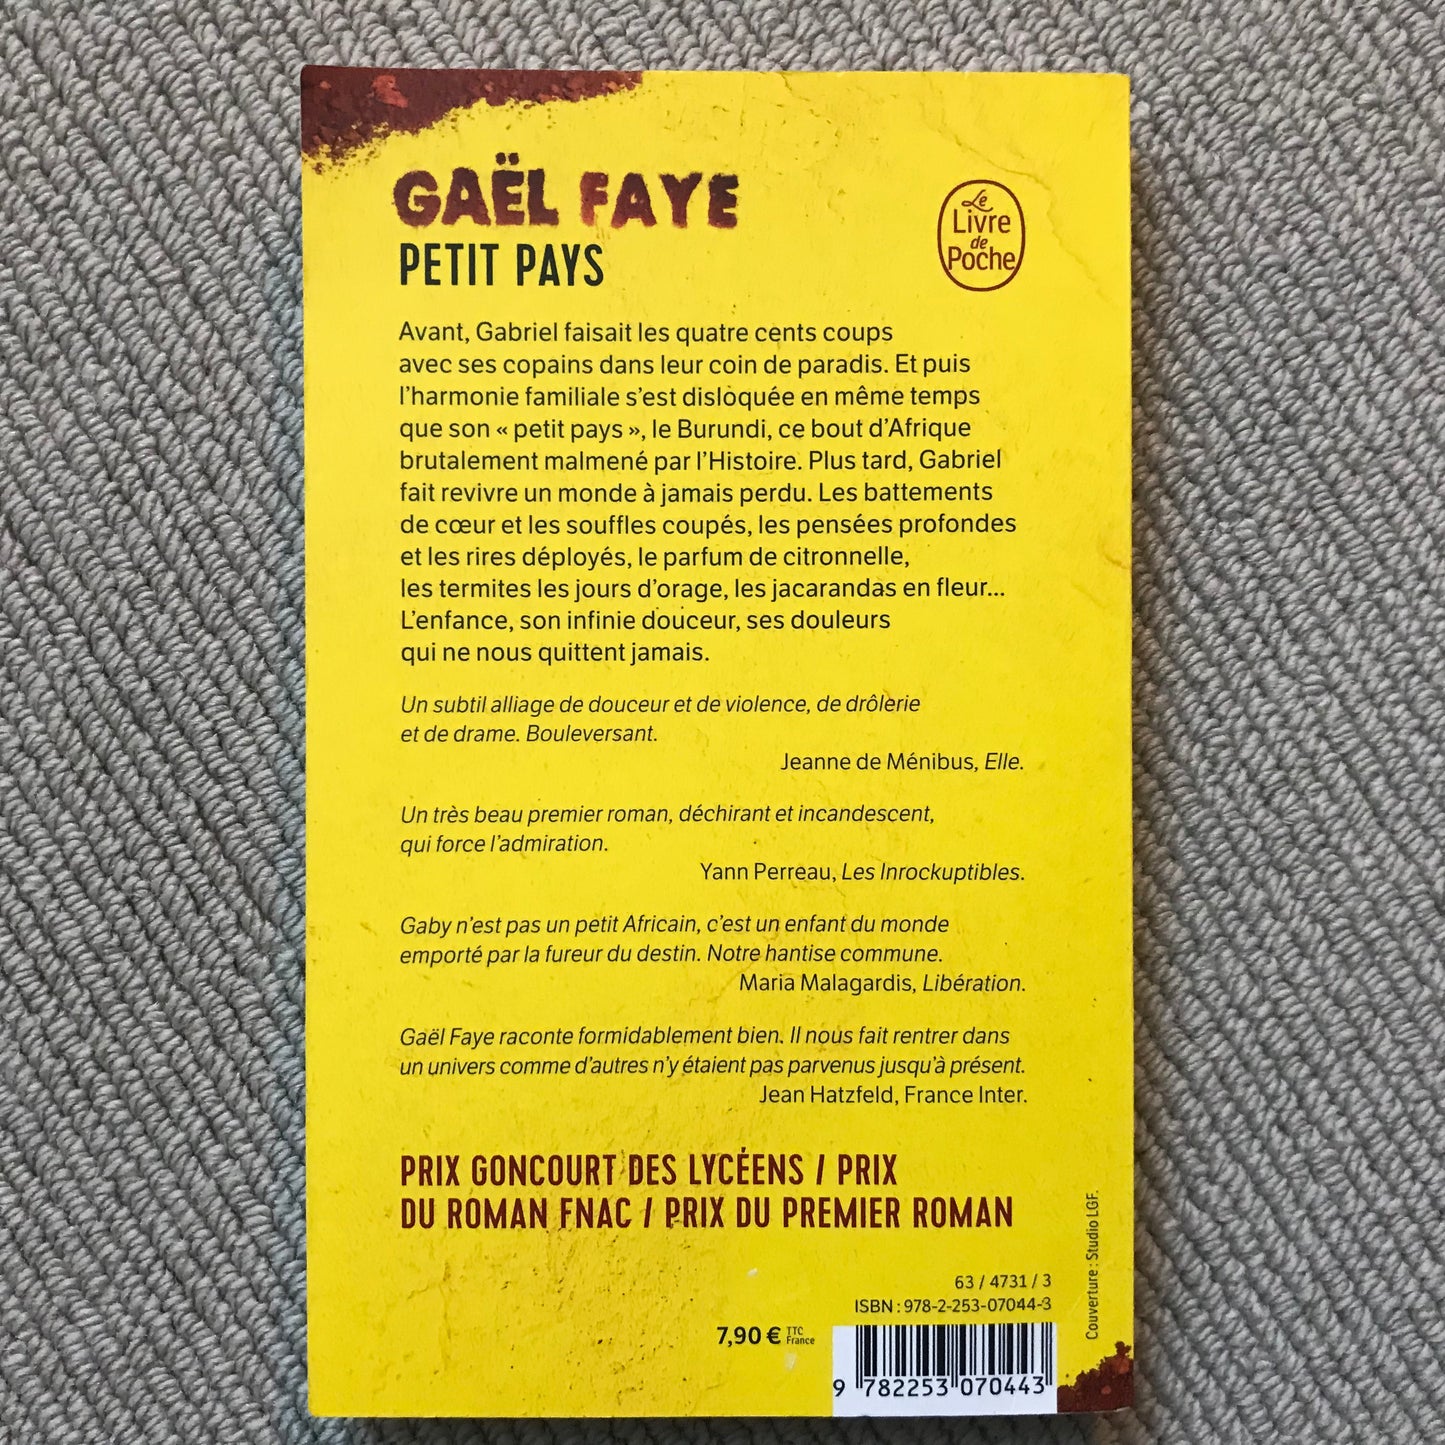 GAËL FAYE
PETIT PAYS
Le
Livre
de
Poche
Avant, Gabriel faisait les quatre cents coups
avec ses copains dans leur coin de paradis. Et puis
l'harmonie familiale s'est disloquée en même temps
que son « petit pays », le Burundi, ce bout d'Afrique
brutalement malmené par l'Histoire. Plus tard, Gabriel
fait revivre un monde à jamais perdu. Les battements
de cœur et les souffles coupés, les pensées profondes
et les rires déployés, le parfum de citronnelle,
les termites les jours d'orage, les jacarandas en fleur...
L'enfance, son infinie douceur, ses douleurs
qui ne nous quittent jamais.
Un subtil alliage de douceur et de violence, de drôlerie
et de drame. Bouleversant.
Jeanne de Ménibus, Elle.
Un très beau premier roman, déchirant et incandescent,
qui force l'admiration.
Yann Perreau, Les Inrockuptibles.
Gaby n'est pas un petit Africain, c'est un enfant du monde
emporté par la fureur du destin. Notre hantise commune.
Maria Malagardis, Libération.
Gaël Faye raconte formidablement bien. Il nous fait rentrer dans
un univers comme d'autres n'y étaient pas parvenus jusqu'à présent.
Jean Hatzfeld, France Inter.
PRIX GONCOURT DES LYCÉENS / PRIX
DU ROMAN FNAC / PRIX DU PREMIER ROMAN
63 / 4731 / 3
ISBN : 978-2-253-07044-3
7,90 € TTC
France
9 782253 070443
Couverture : Studio LGF.